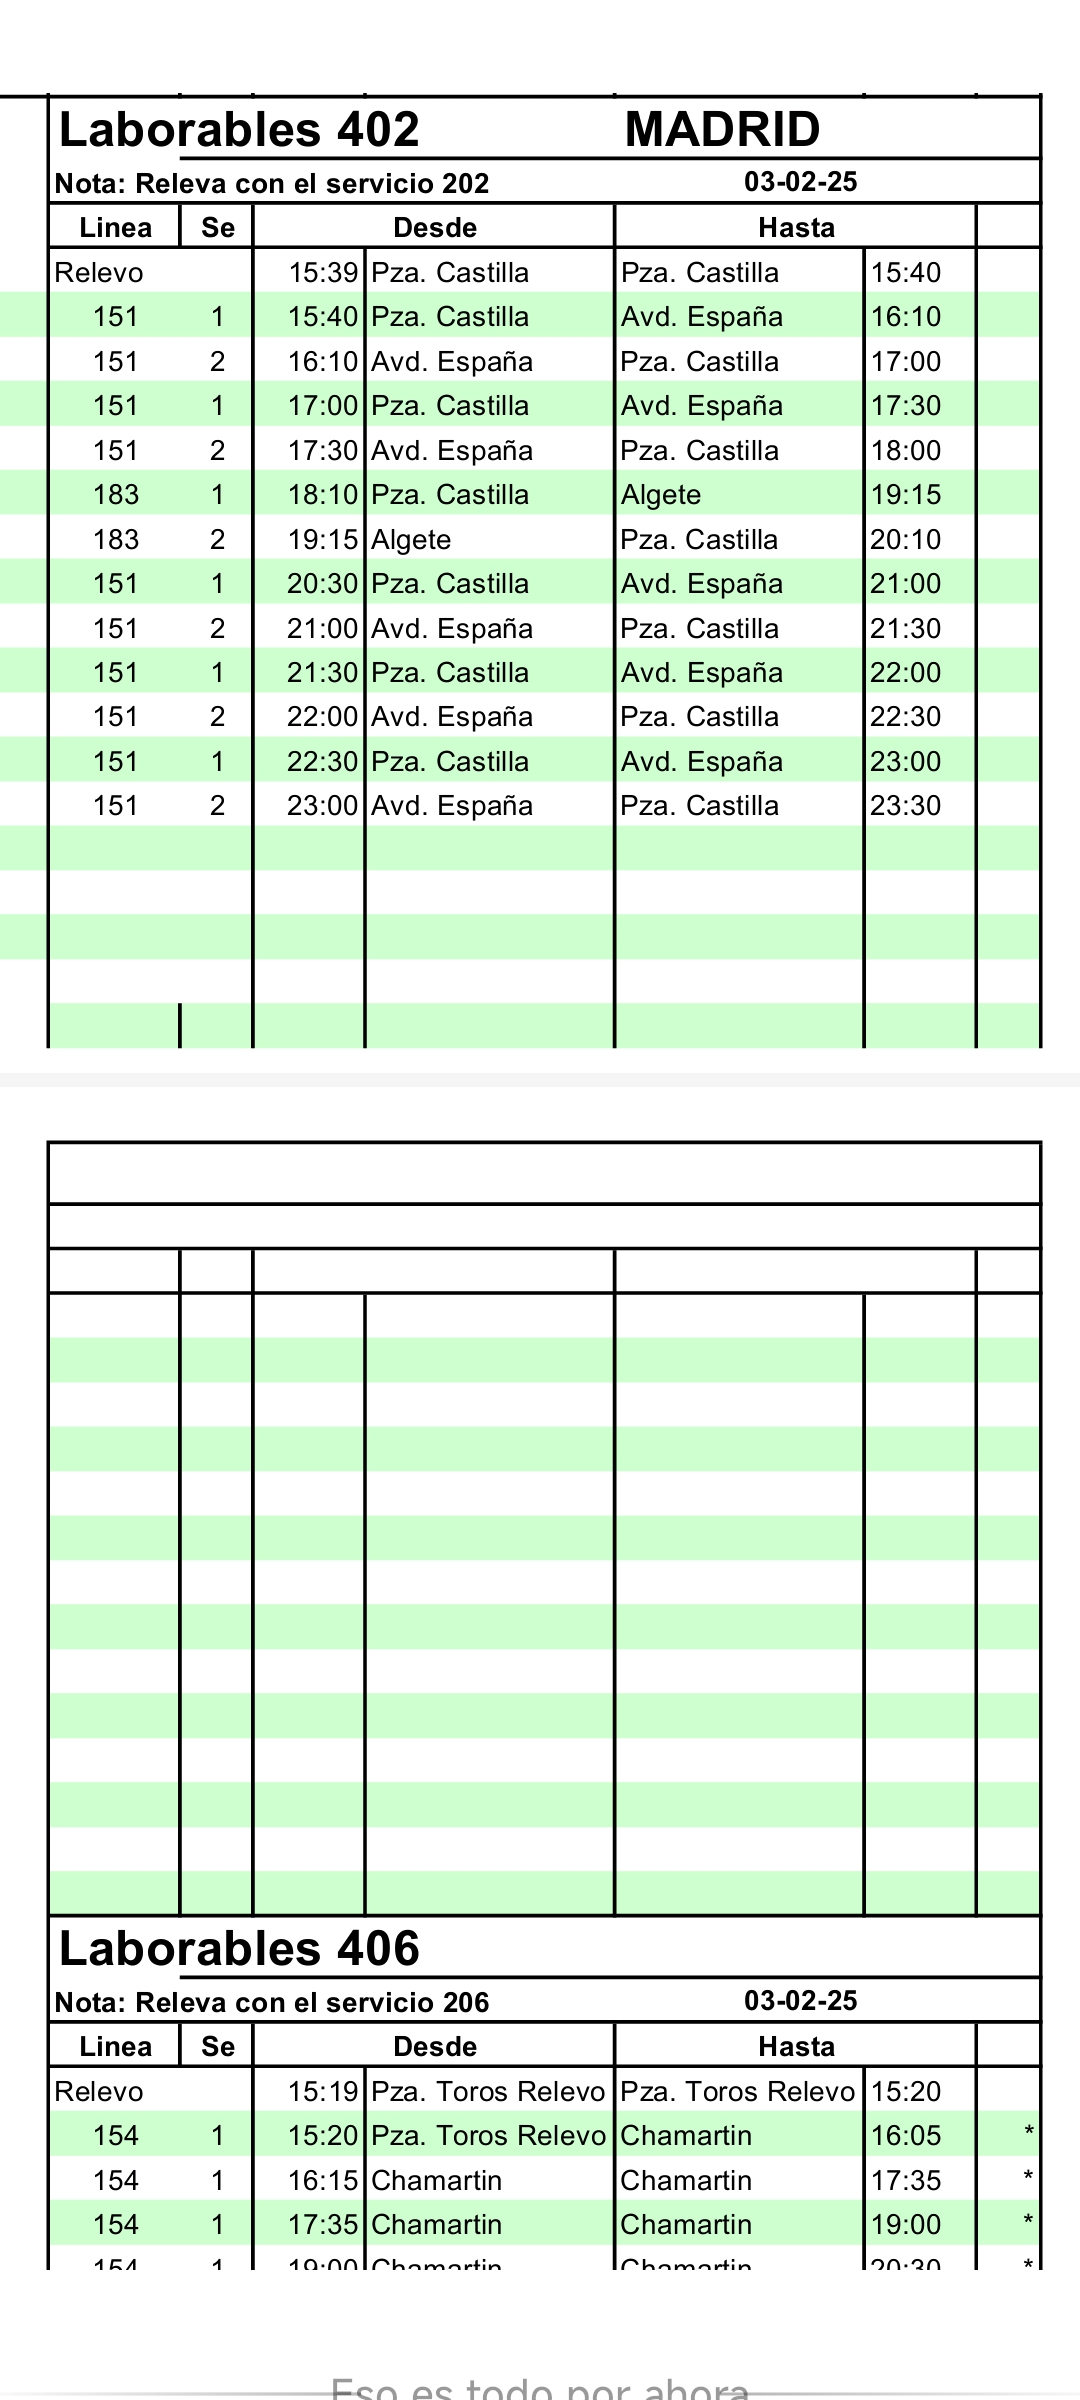 Laborables 402 MADRID
Nota: Releva con el servicio 202 03-02-25
Linea Se Desde Hasta
Relevo 15:39 Pza. Castilla Pza. Castilla 15:40
151 1 15:40 Pza. Castilla Avd. España 16:10
151 2 16:10 Avd. España Pza. Castilla 17:00
151 1 17:00 Pza. Castilla Avd. España 17:30
151 2 17:30 Avd. España Pza. Castilla 18:00
183 1 18:10 Pza. Castilla Algete 19:15
183 2 19:15 Algete Pza. Castilla 20:10
151 1 20:30 Pza. Castilla Avd. España 21:00
151 2 21:00 Avd. España Pza. Castilla 21:30
151 1 21:30 Pza. Castilla Avd. España 22:00
151 2 22:00 Avd. España Pza. Castilla 22:30
151 1 22:30 Pza. Castilla Avd. España 23:00
151 2 23:00 Avd. España Pza. Castilla 23:30
Laborables 406
Nota: Releva con el servicio 206 03-02-25
Linea Se Desde Hasta
Relevo 15:19 Pza. Toros Relevo Pza. Toros Relevo 15:20
154 1 15:20 Pza. Toros Relevo Chamartin 16:05 *
154 1 16:15 Chamartin Chamartin 17:35 *
154 1 17:35 Chamartin Chamartin 19:00 *
154 1 19:00 Chamartin Chamartin 20:30 *
Eso es todo por ahora